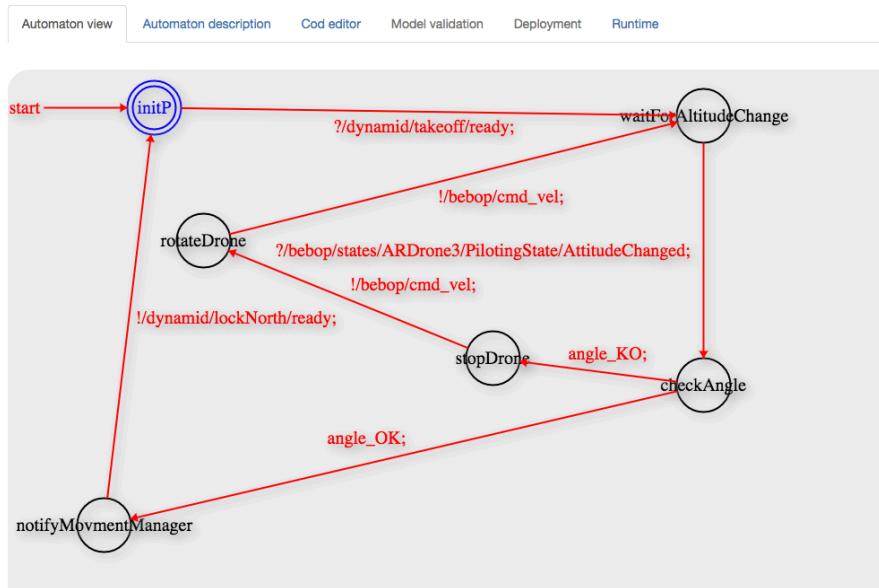 Automaton view Automaton description Cod editor Model validation Deployment Runtime
start
initP
waitForAltitudeChange
?/dynamid/takeoff/ready;
!/bebop/cmd_vel;
rotateDrone
?/bebop/states/ARDrone3/PilotingState/AttitudeChanged;
!/bebop/cmd_vel;
!/dynamid/lockNorth/ready;
stopDrone
angle_KO;
checkAngle
angle_OK;
notifyMovmentManager